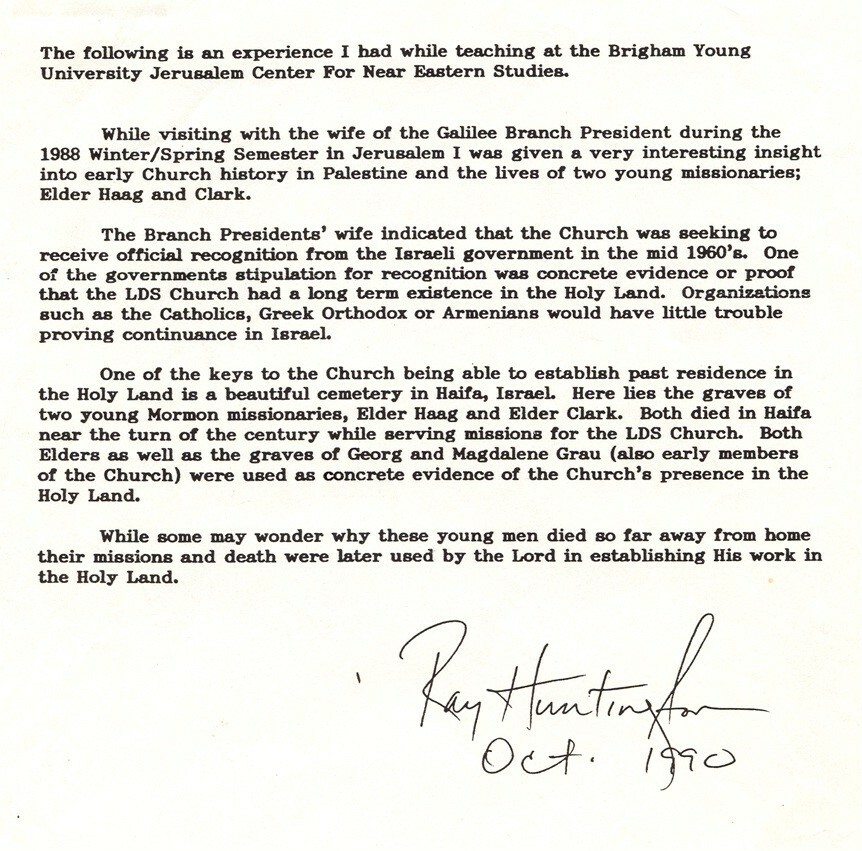 The following is an experience I had while teaching at the Brigham Young
University Jerusalem Center For Near Eastern Studies.
While visiting with the wife of the Galilee Branch President during the
1988 Winter/Spring Semester in Jerusalem I was given a very interesting insight
into early Church history in Palestine and the lives of two young missionaries;
Elder Haag and Clark.
The Branch Presidents' wife indicated that the Church was seeking to
receive official recognition from the Israeli government in the mid 1960's. One
of the governments stipulation for recognition was concrete evidence or proof
that the LDS Church had a long term existence in the Holy Land. Organizations
such as the Catholics, Greek Orthodox or Armenians would have little trouble
proving continuance in Israel.
One of the keys to the Church being able to establish past residence in
the Holy Land is a beautiful cemetery in Haifa, Israel. Here lies the graves of
two young Mormon missionaries, Elder Haag and Elder Clark. Both died in Haifa
near the turn of the century while serving missions for the LDS Church. Both
Elders as well as the graves of Georg and Magdalene Grau (also early members
of the Church) were used as concrete evidence of the Church's presence in the
Holy Land.
While some may wonder why these young men died so far away from home
their missions and death were later used by the Lord in establishing His work in
the Holy Land.
Ray Huntington
Oct. 1990